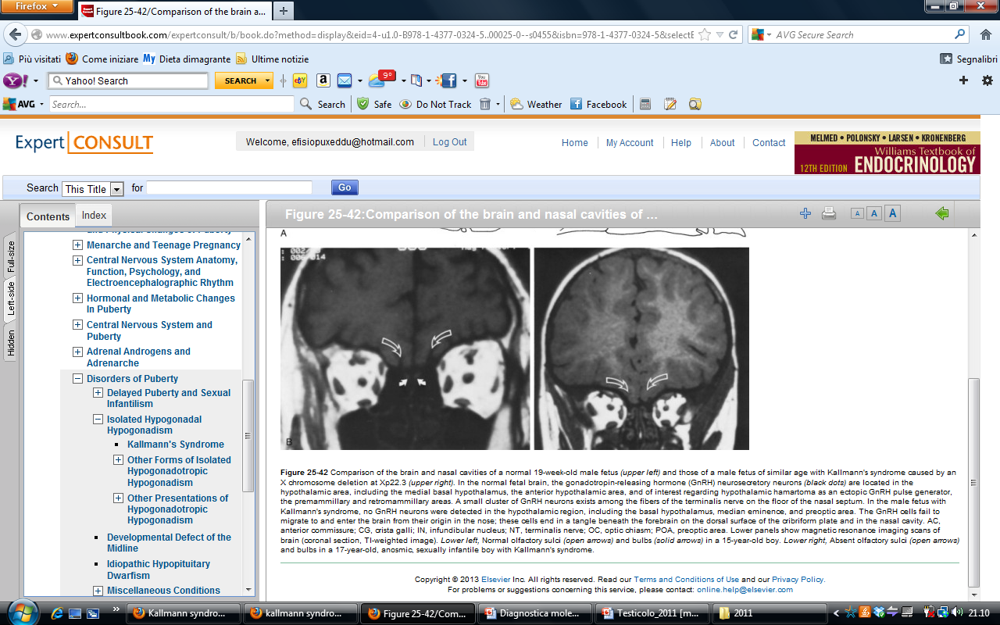 Firefox
Figure 25-42/Comparison of the brain a...
www.expertconsultbook.com/expertconsult/b/book.do?method=display&eid=4-u1.0-B978-1-4377-0324-5..00025-0--s0455&isbn=978-1-4377-0324-5&selectE
AVG Secure Search
Più visitati Come iniziare My Dieta dimagrante Ultime notizie Segnalibri
Y! Yahoo! Search SEARCH ebY a 9° f You Tube
AVG Search... Search Safe Do Not Track Weather Facebook
Expert CONSULT
Welcome, efisiopuxeddu@hotmail.com Log Out
Home My Account Help About Contact
MELMED • POLONSKY • LARSEN • KRONENBERG
Williams Textbook of
12TH EDITION ENDOCRINOLOGY
Search This Title for Go
Contents Index
Full-size
Left-side
Hidden
and Physical Changes of Puberty
Menarche and Teenage Pregnancy
Central Nervous System Anatomy,
Function, Psychology, and
Electroencephalographic Rhythm
Hormonal and Metabolic Changes
In Puberty
Central Nervous System and
Puberty
Adrenal Androgens and
Adrenarche
Disorders of Puberty
Delayed Puberty and Sexual
Infantilism
Isolated Hypogonadal
Hypogonadism
Kallmann's Syndrome
Other Forms of Isolated
Hypogonadotropic
Hypogonadism
Other Presentations of
Hypogonadotropic
Hypogonadism
Developmental Defect of the
Midline
Idiopathic Hypopituitary
Dwarfism
Miscellaneous Conditions
Figure 25-42:Comparison of the brain and nasal cavities of ...
A A A
A
B
Figure 25-42 Comparison of the brain and nasal cavities of a normal 19-week-old male fetus (upper left) and those of a male fetus of similar age with Kallmann's syndrome caused by an
X chromosome deletion at Xp22.3 (upper right). In the normal fetal brain, the gonadotropin-releasing hormone (GnRH) neurosecretory neurons (black dots) are located in the
hypothalamic area, including the medial basal hypothalamus, the anterior hypothalamic area, and of interest regarding hypothalamic hamartoma as an ectopic GnRH pulse generator,
the premammillary and retromammillary areas. A small cluster of GnRH neurons exists among the fibers of the terminalis nerve on the floor of the nasal septum. In the male fetus with
Kallmann's syndrome, no GnRH neurons were detected in the hypothalamic region, including the basal hypothalamus, median eminence, and preoptic area. The GnRH cells fail to
migrate to and enter the brain from their origin in the nose; these cells end in a tangle beneath the forebrain on the dorsal surface of the cribriform plate and in the nasal cavity. AC,
anterior commissure; CG, crista galli; IN, infundibular nucleus; NT, terminalis nerve; OC, optic chiasm; POA, preoptic area. Lower panels show magnetic resonance imaging scans of
brain (coronal section, TI-weighted image). Lower left, Normal olfactory sulci (open arrows) and bulbs (solid arrows) in a 15-year-old boy. Lower right, Absent olfactory sulci (open arrows)
and bulbs in a 17-year-old, anosmic, sexually infantile boy with Kallmann's syndrome.
Copyright © 2013 Elsevier Inc. All rights reserved. Read our Terms and Conditions of Use and our Privacy Policy.
For problems or suggestions concerning this service, please contact: online.help@elsevier.com
Kallmann syndro... kallmann syndro... Figure 25-42/Com... Diagnostica mole... Testicolo_2011 [m... 2011 21.10